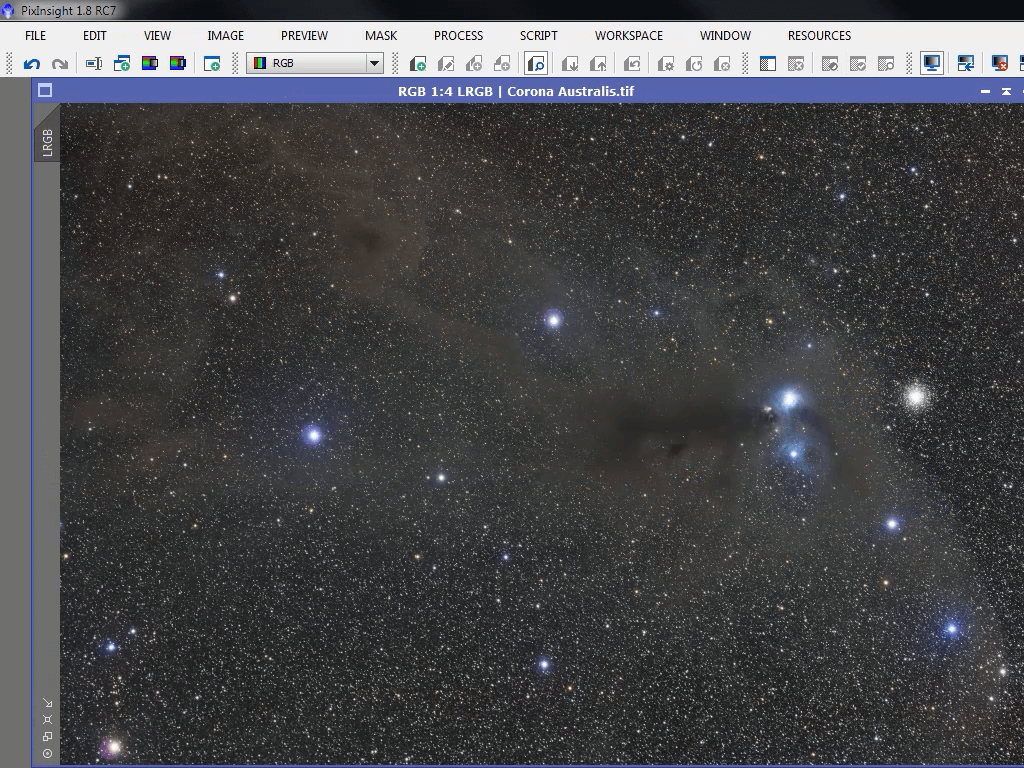 PixInsight 1.8 RC7
FILE EDIT VIEW IMAGE PREVIEW MASK PROCESS SCRIPT WORKSPACE WINDOW RESOURCES
RGB
RGB 1:4 LRGB | Corona Australis.tif
LRGB